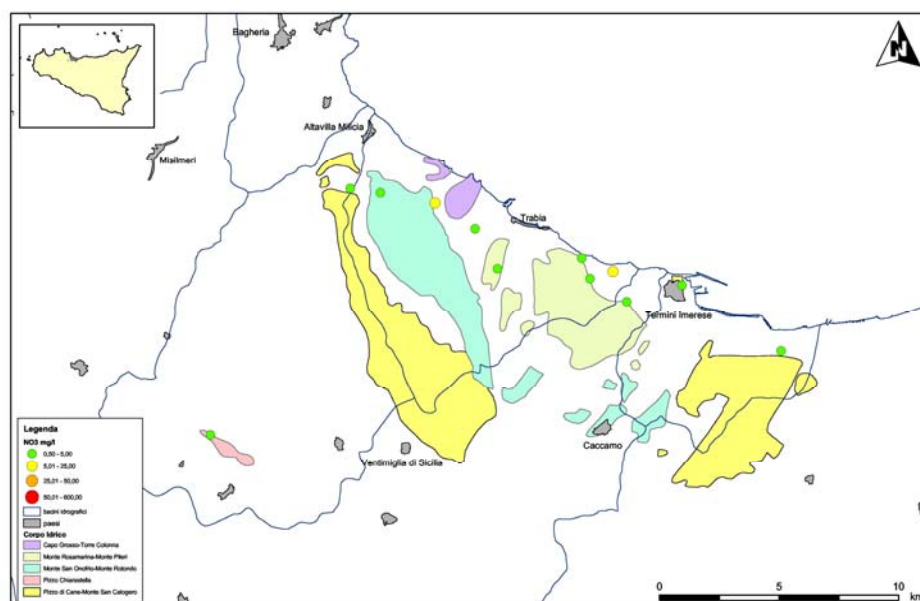 Bagheria
N
Altavilla Milicia
Misilmeri
Trabia
Termini Imerese
Caccamo
Ventimiglia di Sicilia
Legenda
NO3 mg/l
0,50 - 5,00
5,01 - 25,00
25,01 - 50,00
50,01 - 600,00
bacini idrografici
paesi
Corpo Idrico
Capo Grosso-Torre Colonna
Monte Rosamarina-Monte Pileri
Monte San Onofrio-Monte Rotondo
Pizzo Chiarastella
Pizzo di Cane-Monte San Calogero
0 5 10
km